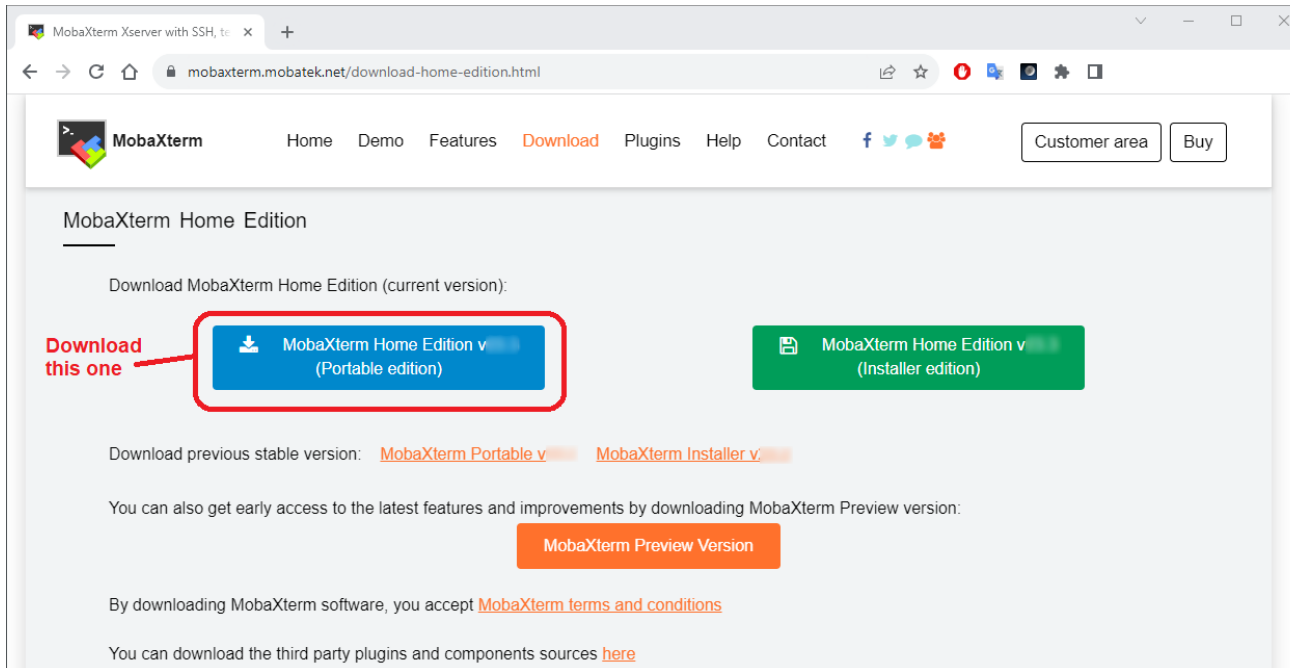 MobaXterm Xserver with SSH, te
mobaxterm.mobatek.net/download-home-edition.html
MobaXterm Home Demo Features Download Plugins Help Contact Customer area Buy
MobaXterm Home Edition
Download MobaXterm Home Edition (current version):
Download
this one
MobaXterm Home Edition v
(Portable edition)
MobaXterm Home Edition v
(Installer edition)
Download previous stable version: MobaXterm Portable v MobaXterm Installer v
You can also get early access to the latest features and improvements by downloading MobaXterm Preview version:
MobaXterm Preview Version
By downloading MobaXterm software, you accept MobaXterm terms and conditions
You can download the third party plugins and components sources here